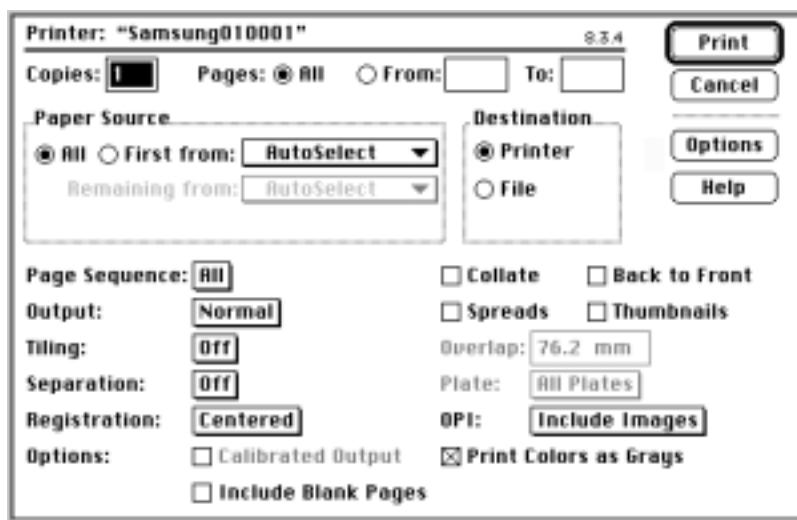 Printer: “Samsung010001” 8.3.4 Print
Copies: 1 Pages: All From: To: Cancel
Paper Source Destination
All First from: AutoSelect Printer Options
Remaining from: AutoSelect File Help
Page Sequence: All Collate Back to Front
Output: Normal Spreads Thumbnails
Tiling: Off Overlap: 76.2 mm
Separation: Off Plate: All Plates
Registration: Centered OPI: Include Images
Options: Calibrated Output Print Colors as Grays
Include Blank Pages